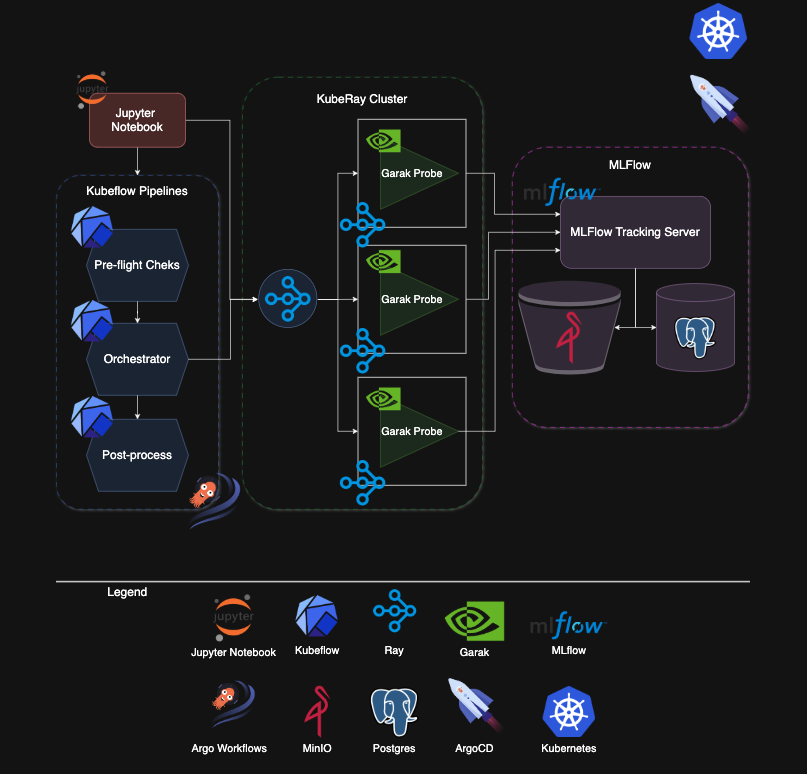 jupyter
Jupyter
Notebook
Kubeflow Pipelines
Pre-flight Cheks
Orchestrator
Post-process
KubeRay Cluster
Garak Probe
Garak Probe
Garak Probe
MLFlow
mlflow
MLFlow Tracking Server
Legend
jupyter
mlflow
Jupyter Notebook
Kubeflow
Ray
Garak
MLflow
Argo Workflows
MinIO
Postgres
ArgoCD
Kubernetes